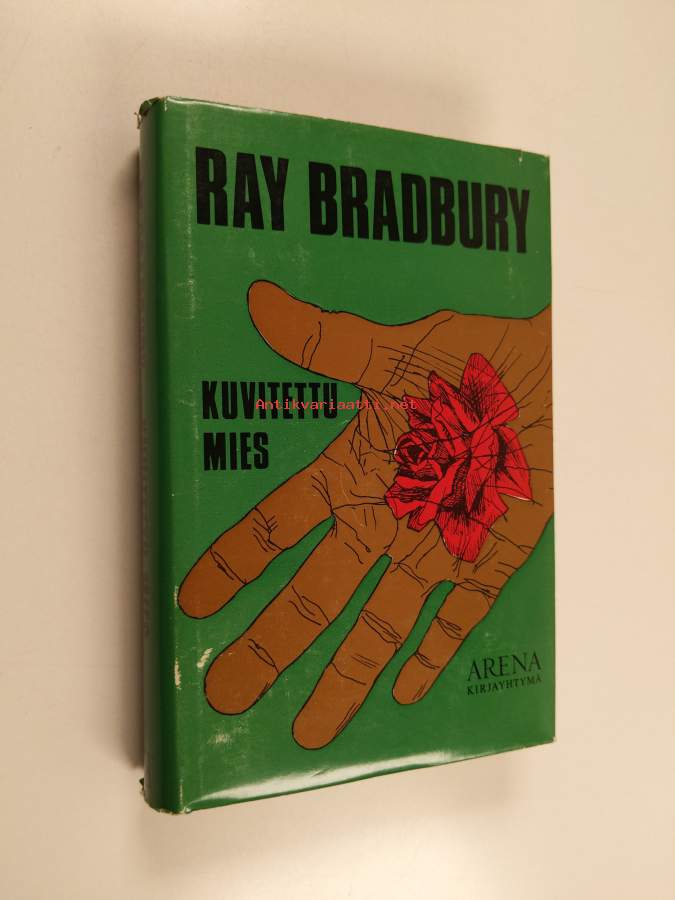 RAY BRADBURY
KUVITETTU
MIES
Antikvariaatti.net
ARENA
KIRJAYHTYMÄ